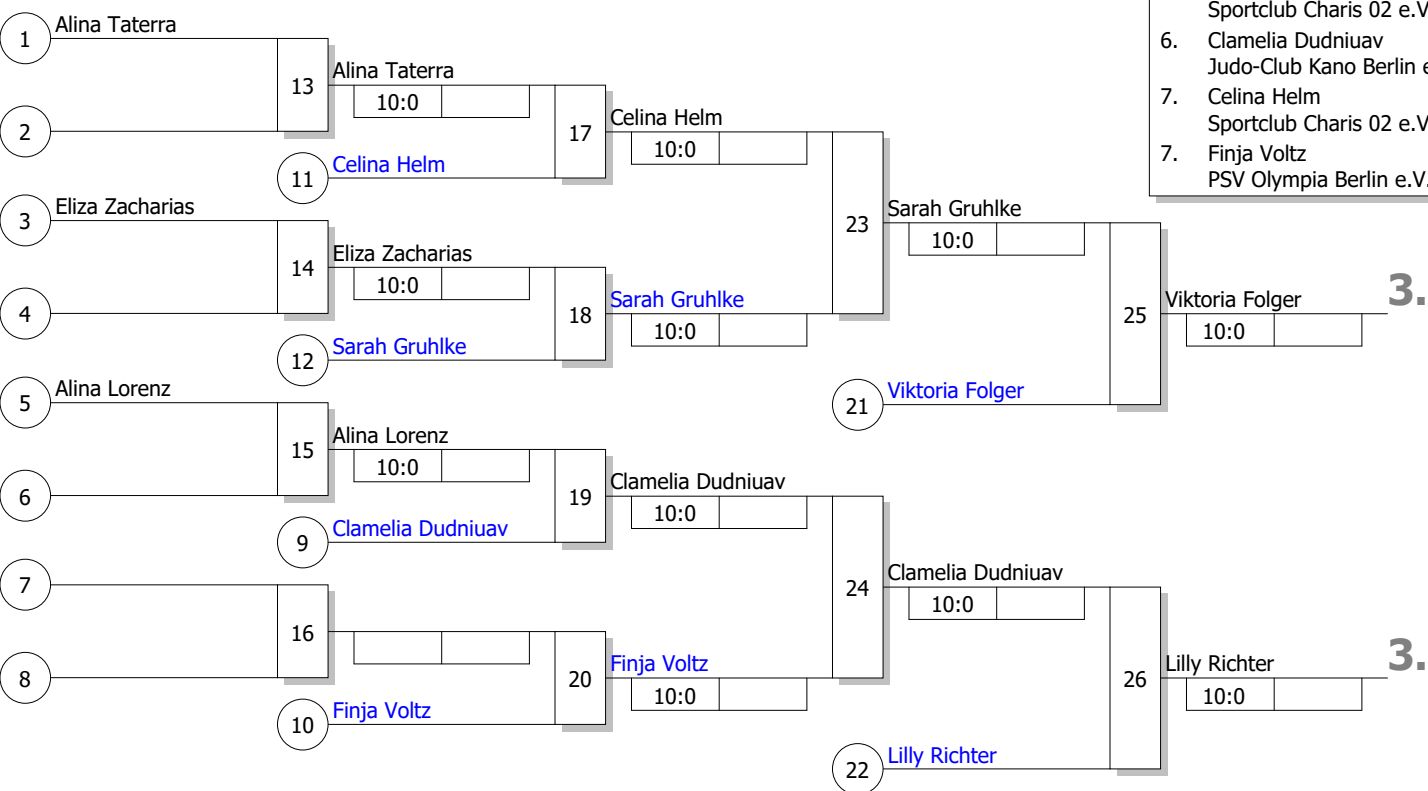 Sportclub Charis 02 e.V
6. Clamelia Dudniuav
Judo-Club Kano Berlin e
7. Celina Helm
Sportclub Charis 02 e.V
7. Finja Voltz
PSV Olympia Berlin e.V.
1 Alina Taterra
13 Alina Taterra
10:0
2
17 Celina Helm
10:0
11 Celina Helm
3 Eliza Zacharias
23 Sarah Gruhlke
10:0
14 Eliza Zacharias
10:0
4
18 Sarah Gruhlke
10:0
12 Sarah Gruhlke
25 Viktoria Folger 3.
10:0
5 Alina Lorenz
21 Viktoria Folger
15 Alina Lorenz
10:0
6
19 Clamelia Dudniuav
10:0
9 Clamelia Dudniuav
7
24 Clamelia Dudniuav
10:0
16
8
20 Finja Voltz
10:0
10 Finja Voltz
26 Lilly Richter 3.
10:0
22 Lilly Richter